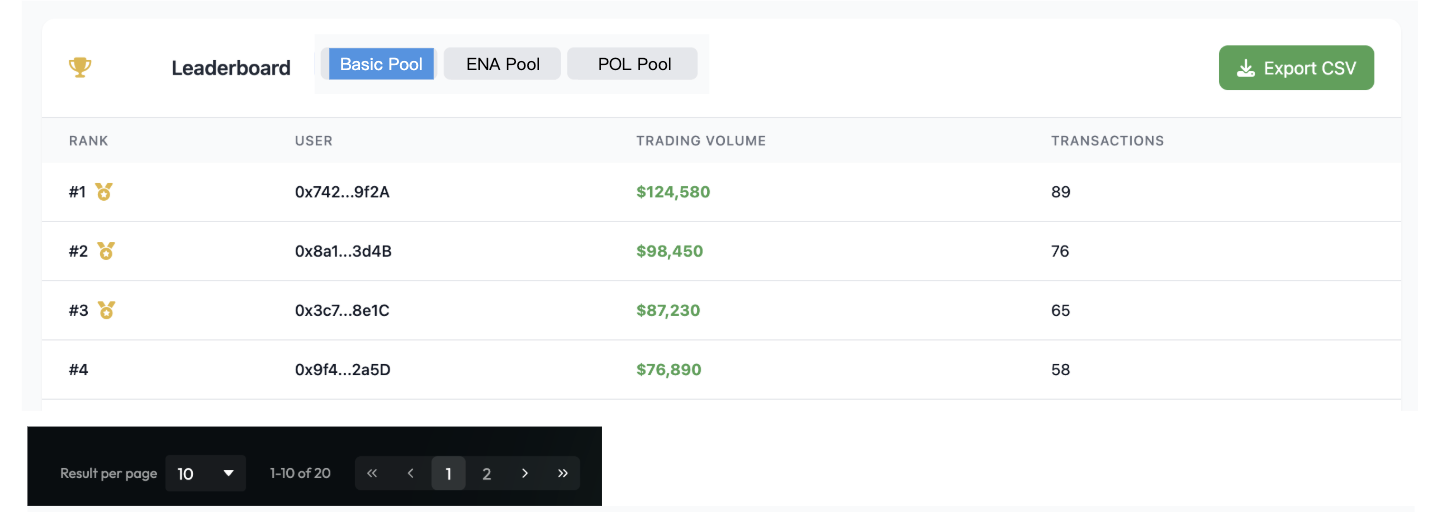 Leaderboard Basic Pool ENA Pool POL Pool Export CSV
RANK USER TRADING VOLUME TRANSACTIONS
#1 0x742...9f2A $124,580 89
#2 0x8a1...3d4B $98,450 76
#3 0x3c7...8e1C $87,230 65
#4 0x9f4...2a5D $76,890 58
Result per page 10 1-10 of 20 « ‹ 1 2 › »